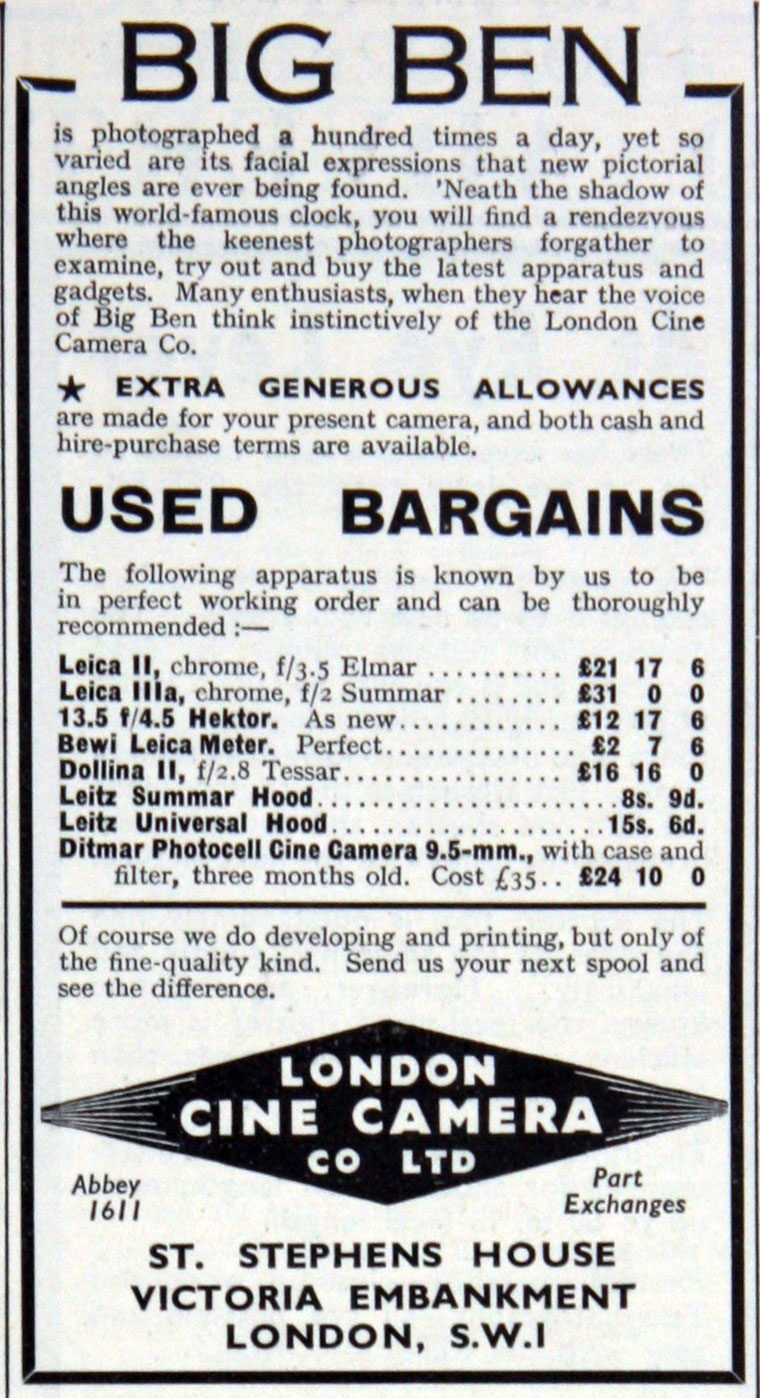 BIG BEN
is photographed a hundred times a day, yet so
varied are its facial expressions that new pictorial
angles are ever being found. 'Neath the shadow of
this world-famous clock, you will find a rendezvous
where the keenest photographers forgather to
examine, try out and buy the latest apparatus and
gadgets. Many enthusiasts, when they hear the voice
of Big Ben think instinctively of the London Cine
Camera Co.
★ EXTRA GENEROUS ALLOWANCES
are made for your present camera, and both cash and
hire-purchase terms are available.
USED BARGAINS
The following apparatus is known by us to be
in perfect working order and can be thoroughly
recommended :—
Leica II, chrome, f/3.5 Elmar ........... £21 17 6
Leica IIIa, chrome, f/2 Summar ......... £31 0 0
13.5 f/4.5 Hektor. As new.............. £12 17 6
Bewi Leica Meter. Perfect................ £2 7 6
Dollina II, f/2.8 Tessar.................. £16 16 0
Leitz Summar Hood......................8s. 9d.
Leitz Universal Hood....................15s. 6d.
Ditmar Photocell Cine Camera 9.5-mm., with case and
filter, three months old. Cost £35.. £24 10 0
Of course we do developing and printing, but only of
the fine-quality kind. Send us your next spool and
see the difference.
LONDON
CINE CAMERA
CO LTD
Abbey
1611
Part
Exchanges
ST. STEPHENS HOUSE
VICTORIA EMBANKMENT
LONDON, S.W.1